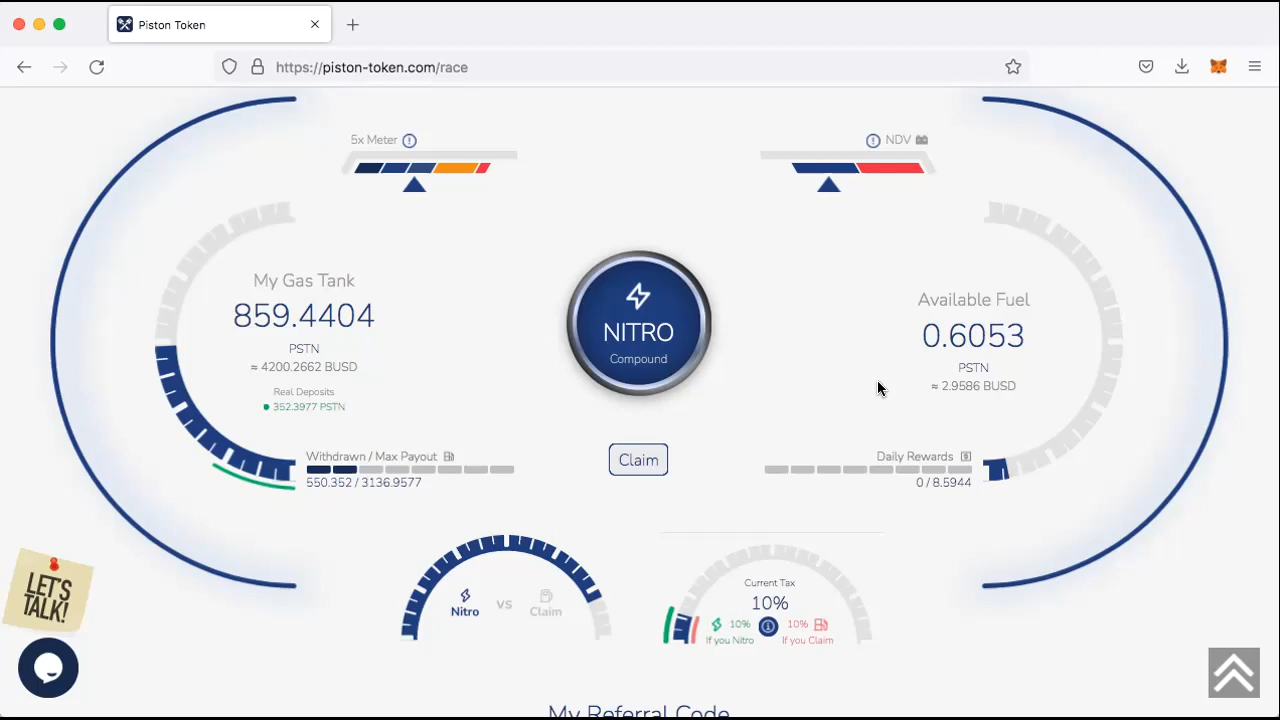 Piston Token
https://piston-token.com/race
5x Meter
NDV
My Gas Tank
859.4404
PSTN
≈ 4200.2662 BUSD
Real Deposits
352.3977 PSTN
Withdrawn / Max Payout
550.352 / 3136.9577
NITRO
Compound
Claim
Available Fuel
0.6053
PSTN
≈ 2.9586 BUSD
Daily Rewards
0 / 8.5944
Nitro VS Claim
Current Tax
10%
10% 10%
If you Nitro If you Claim
LET'S
TALK!
My Referral Code